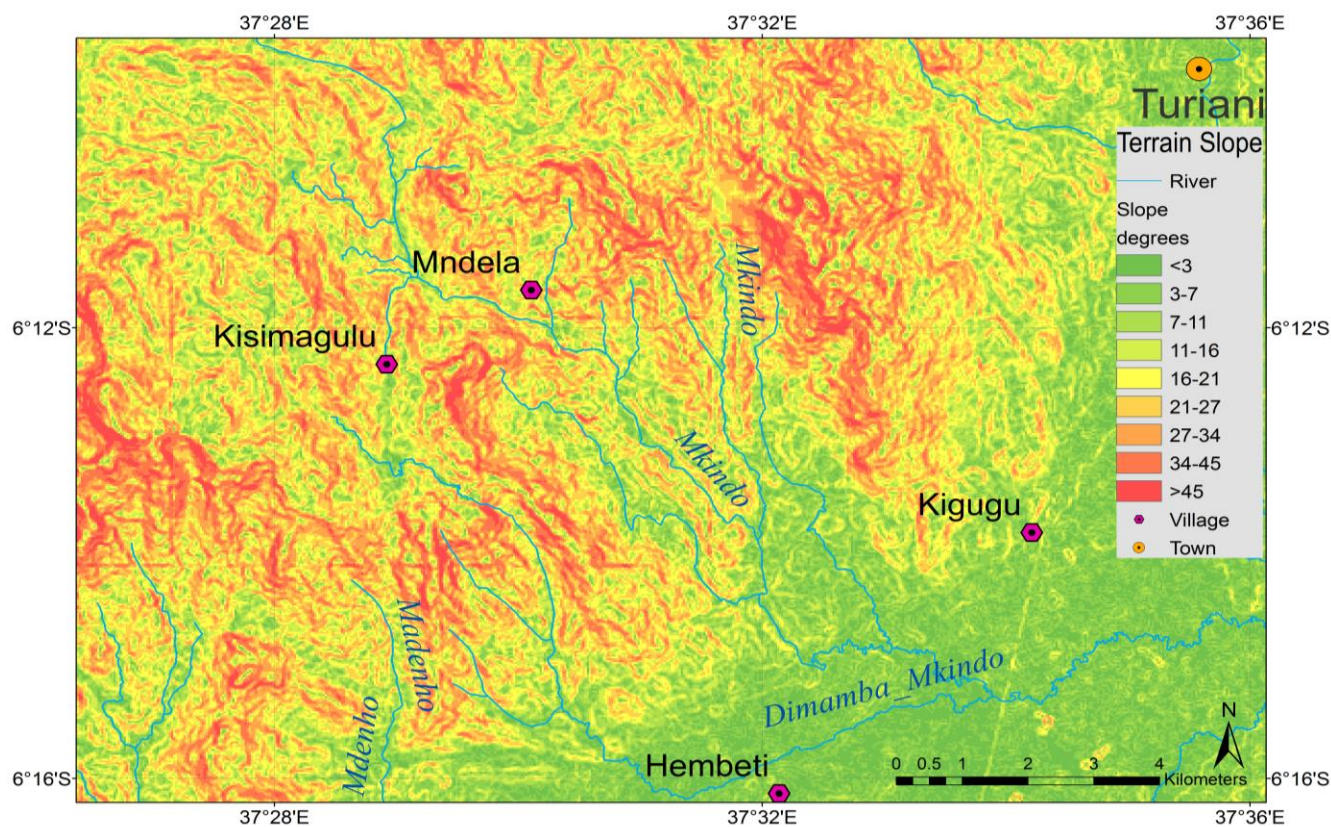 37°28'E 37°32'E 37°36'E
Turiani
Terrain Slope
River
Slope
degrees
<3
3-7
7-11
11-16
16-21
21-27
27-34
34-45
>45
Village
Town
Mndela
Mkindo
6°12'S 6°12'S
Kisimagulu
Mkindo
Kigugu
Madenho
Dimamba_Mkindo
Mdenho
N
Hembeti
0 0.5 1 2 3 4
Kilometers
6°16'S 6°16'S
37°28'E 37°32'E 37°36'E